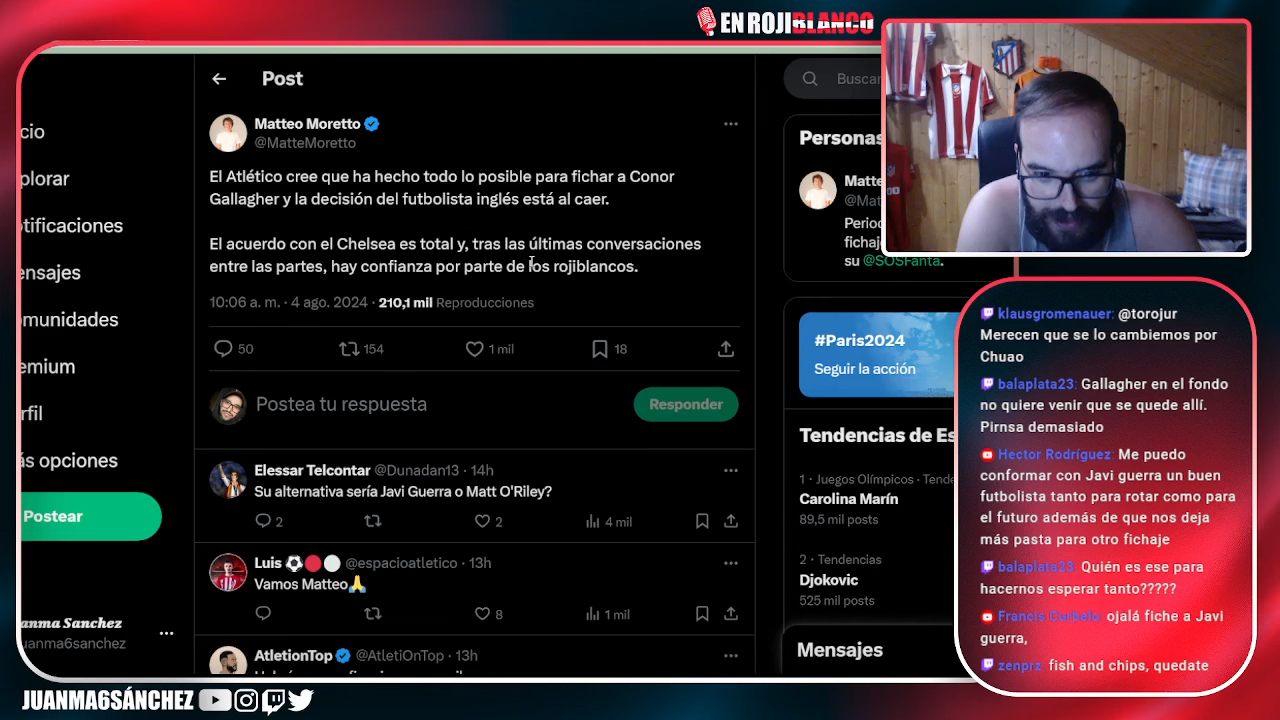 EN ROJIBLANCO
cio
plorar
tificaciones
ensajes
munidades
emium
rfil
ás opciones
Postear
anma Sanchez
uanma6sanchez
Post
Matteo Moretto
@MatteMoretto
El Atlético cree que ha hecho todo lo posible para fichar a Conor
Gallagher y la decisión del futbolista inglés está al caer.
El acuerdo con el Chelsea es total y, tras las últimas conversaciones
entre las partes, hay confianza por parte de los rojiblancos.
10:06 a. m. · 4 ago. 2024 · 210,1 mil Reproducciones
50 154 1 mil 18
Postea tu respuesta
Responder
Elessar Telcontar @Dunadan13 · 14h
Su alternativa sería Javi Guerra o Matt O'Riley?
2 2 4 mil
Luis @espacioatletico · 13h
Vamos Matteo
8 1 mil
AtletionTop @AtletiOnTop · 13h
Buscar
Personas
Matte
@Mat
Period
fichaj
su @SOSFanta.
#Paris2024
Seguir la acción
Tendencias de Es
1 · Juegos Olímpicos · Tende
Carolina Marín
89,5 mil posts
2 · Tendencias
Djokovic
525 mil posts
Mensajes
klausgromenauer: @torojur
Merecen que se lo cambiemos por
Chuao
balaplata23: Gallagher en el fondo
no quiere venir que se quede allí.
Pirnsa demasiado
Hector Rodríguez: Me puedo
conformar con Javi guerra un buen
futbolista tanto para rotar como para
el futuro además de que nos deja
más pasta para otro fichaje
balaplata23: Quién es ese para
hacernos esperar tanto?????
Francis Curbelo: ojalá fiche a Javi
guerra,
zenprz fish and chips, quedate
JUANMA6SÁNCHEZ